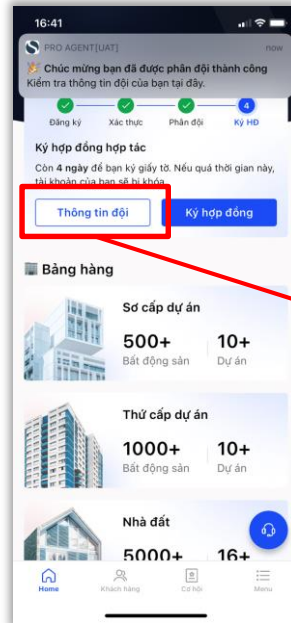 16:41
PRO AGENT[UAT] now
🎉 Chúc mừng bạn đã được phân đội thành công
Kiểm tra thông tin đội của bạn tại đây.
4
Đăng ký Xác thực Phân đội Ký HĐ
Ký hợp đồng hợp tác
Còn 4 ngày để bạn ký giấy tờ. Nếu quá thời gian này,
tài khoản của bạn sẽ bị khóa.
Thông tin đội Ký hợp đồng
Bảng hàng
Sơ cấp dự án
500+ 10+
Bất động sản Dự án
Thứ cấp dự án
1000+ 10+
Bất động sản Dự án
Nhà đất
5000+ 16+
Home Khách hàng Cơ hội Menu